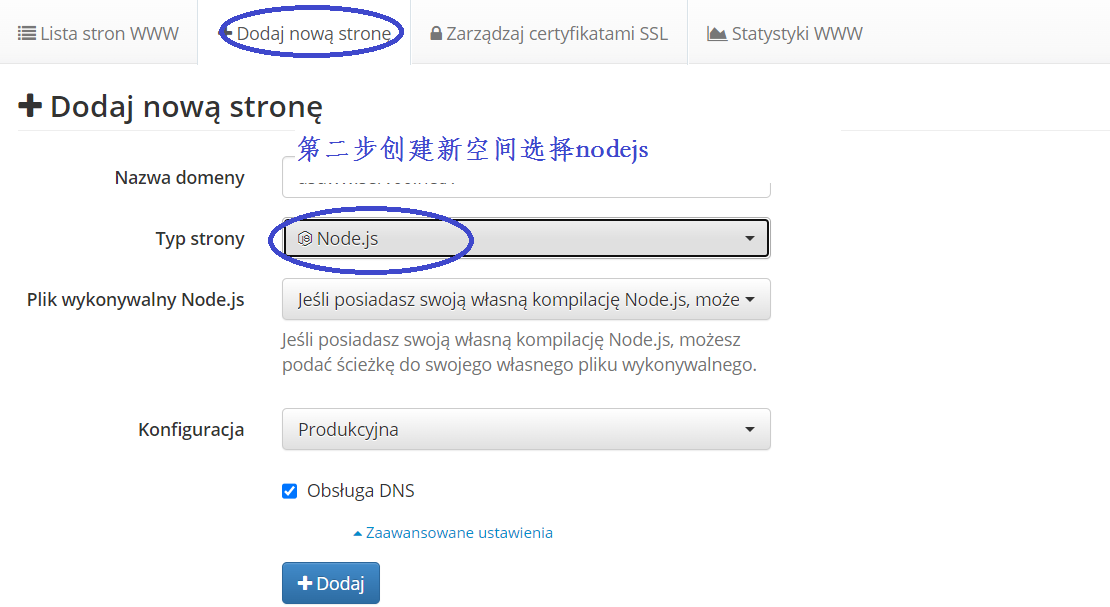 Lista stron WWW
Dodaj nową stronę
Zarządzaj certyfikatami SSL
Statystyki WWW
Dodaj nową stronę
第二步创建新空间选择nodejs
Nazwa domeny
Typ strony
Node.js
Plik wykonywalny Node.js
Jeśli posiadasz swoją własną kompilację Node.js, może
Jeśli posiadasz swoją własną kompilację Node.js, możesz
podać ścieżkę do swojego własnego pliku wykonywalnego.
Konfiguracja
Produkcyjna
Obsługa DNS
Zaawansowane ustawienia
Dodaj